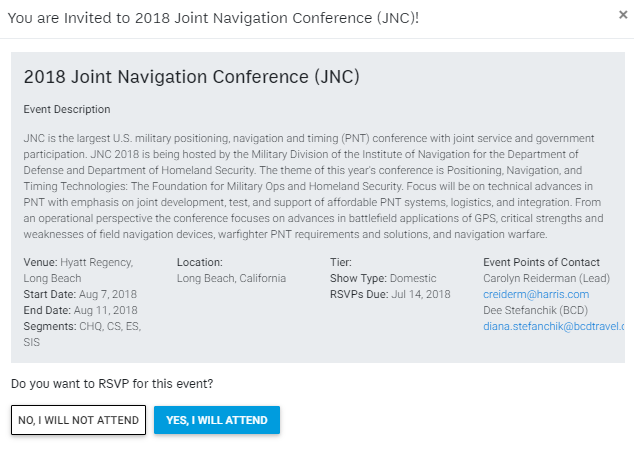 You are Invited to 2018 Joint Navigation Conference (JNC)!
×
2018 Joint Navigation Conference (JNC)
Event Description
JNC is the largest U.S. military positioning, navigation and timing (PNT) conference with joint service and government
participation. JNC 2018 is being hosted by the Military Division of the Institute of Navigation for the Department of
Defense and Department of Homeland Security. The theme of this year's conference is Positioning, Navigation, and
Timing Technologies: The Foundation for Military Ops and Homeland Security. Focus will be on technical advances in
PNT with emphasis on joint development, test, and support of affordable PNT systems, logistics, and integration. From
an operational perspective the conference focuses on advances in battlefield applications of GPS, critical strengths and
weaknesses of field navigation devices, warfighter PNT requirements and solutions, and navigation warfare.
Venue: Hyatt Regency,
Long Beach
Start Date: Aug 7, 2018
End Date: Aug 11, 2018
Segments: CHQ, CS, ES,
SIS
Location:
Long Beach, California
Tier:
Show Type: Domestic
RSVPs Due: Jul 14, 2018
Event Points of Contact
Carolyn Reiderman (Lead)
creiderm@harris.com
Dee Stefanchik (BCD)
diana.stefanchik@bcdtravel.c
Do you want to RSVP for this event?
NO, I WILL NOT ATTEND
YES, I WILL ATTEND